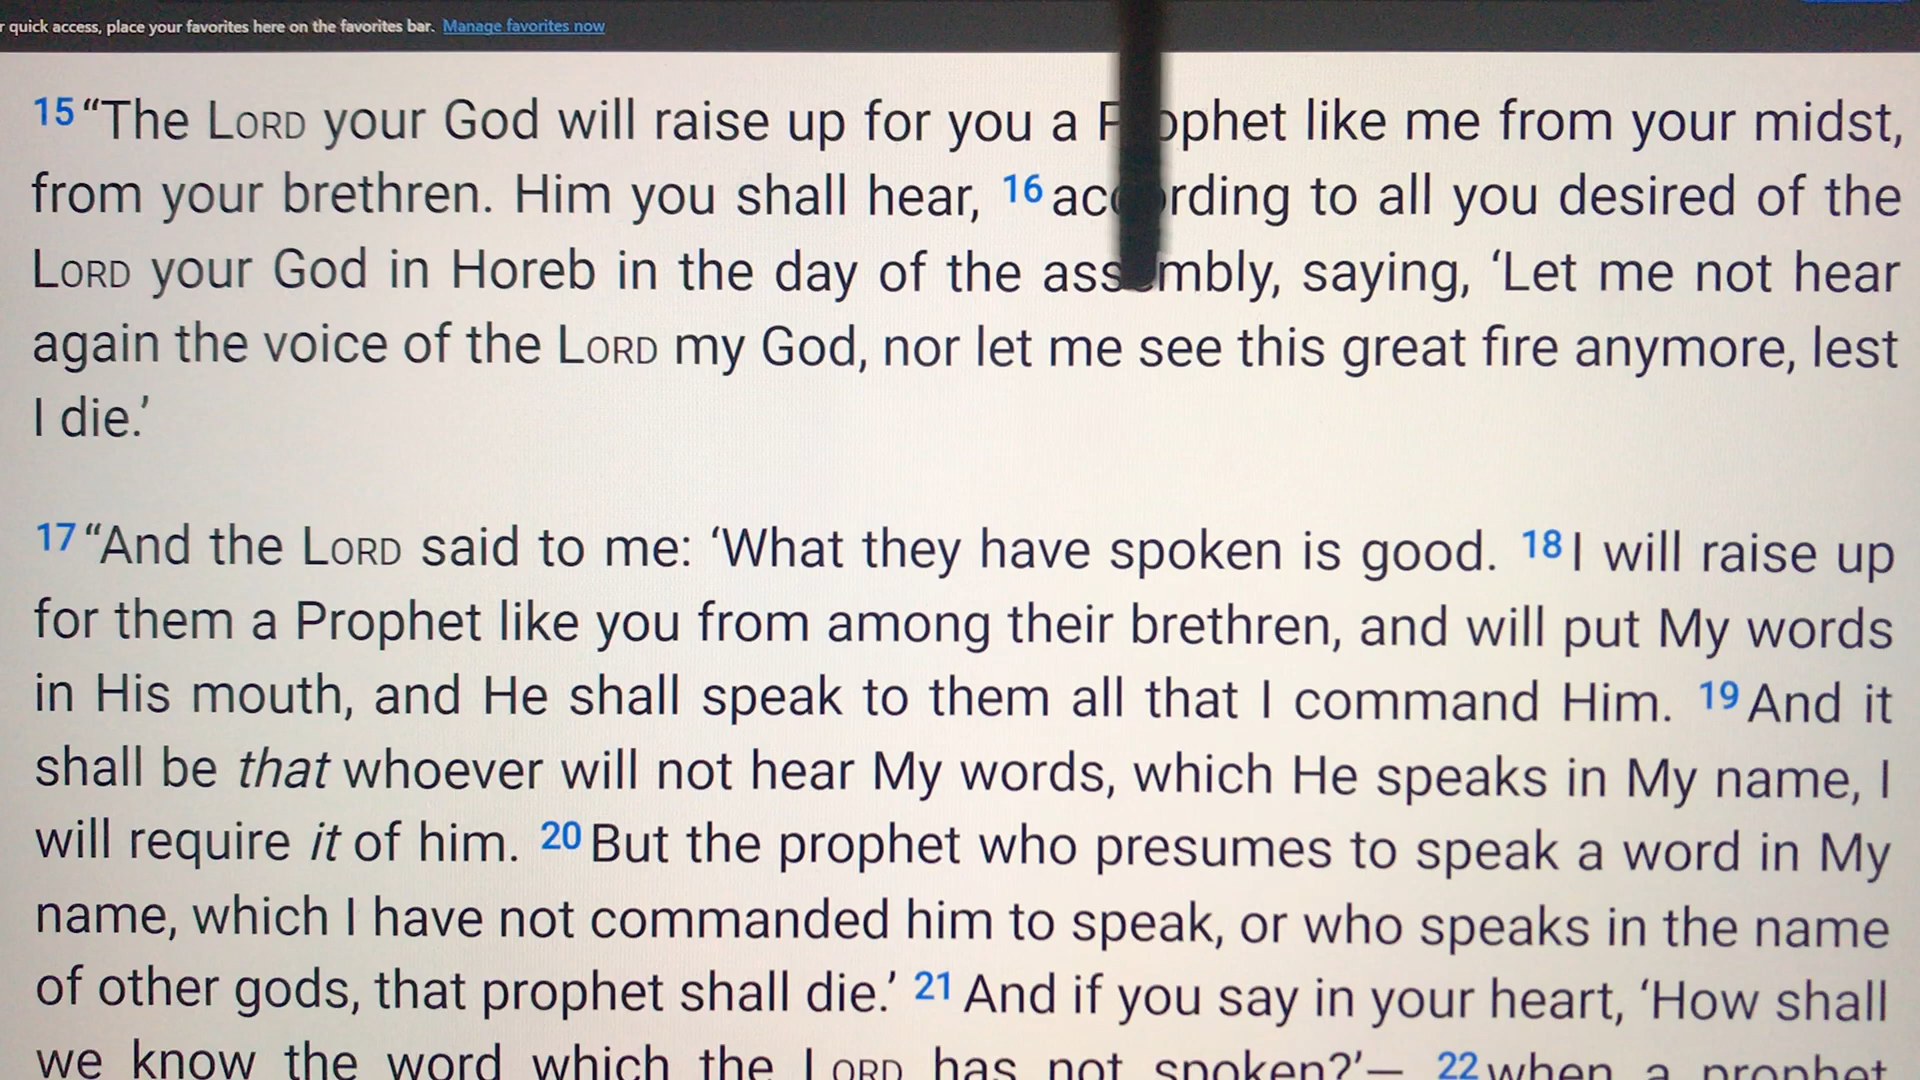 r quick access, place your favorites here on the favorites bar. Manage favorites now
15 “The LORD your God will raise up for you a Prophet like me from your midst,
from your brethren. Him you shall hear, 16 according to all you desired of the
LORD your God in Horeb in the day of the assembly, saying, ‘Let me not hear
again the voice of the LORD my God, nor let me see this great fire anymore, lest
I die.’
17 “And the LORD said to me: ‘What they have spoken is good. 18 I will raise up
for them a Prophet like you from among their brethren, and will put My words
in His mouth, and He shall speak to them all that I command Him. 19 And it
shall be that whoever will not hear My words, which He speaks in My name, I
will require it of him. 20 But the prophet who presumes to speak a word in My
name, which I have not commanded him to speak, or who speaks in the name
of other gods, that prophet shall die.’ 21 And if you say in your heart, ‘How shall
we know the word which the LORD has not spoken?’— 22 when a prophet